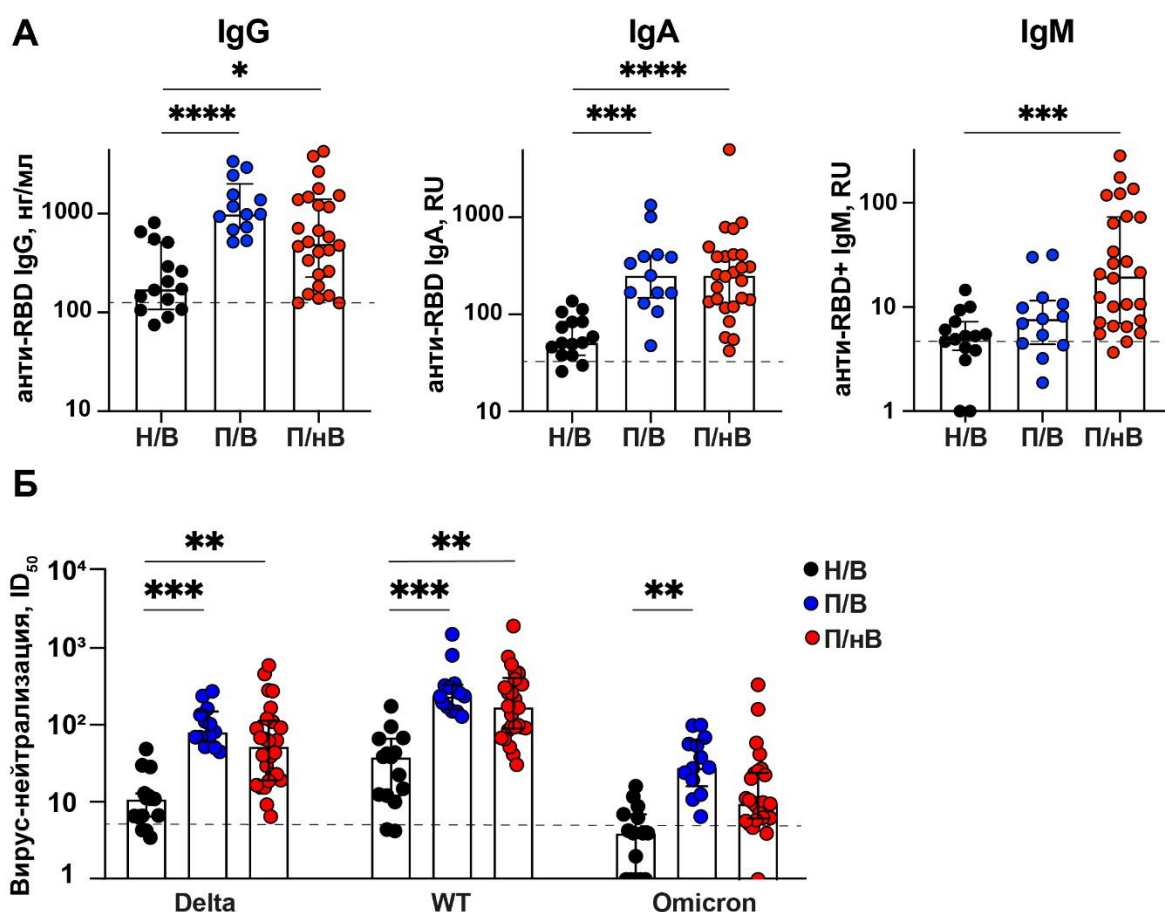 А
IgG
IgA
IgM
*
****
****
***
***
анти-RBD IgG, нг/мл
1000
100
10
Н/В
П/В
П/нВ
анти-RBD IgA, RU
1000
100
10
Н/В
П/В
П/нВ
анти-RBD+ IgM, RU
100
10
1
Н/В
П/В
П/нВ
Б
Вирус-нейтрализация, ID50
10⁴
10³
10²
10
1
**
***
**
***
**
Н/В
П/В
П/нВ
Delta
WT
Omicron